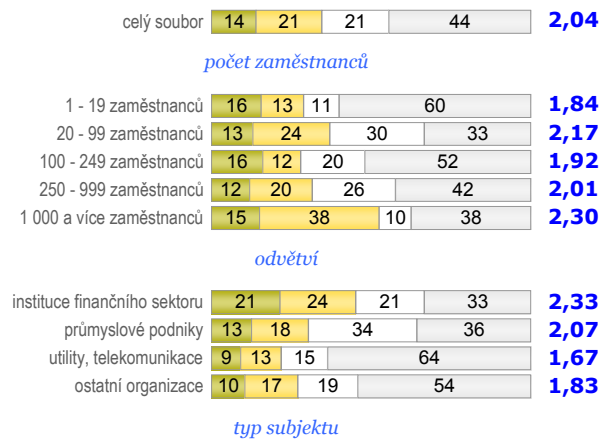 celý soubor 14 21 21 44 2,04
počet zaměstnanců
1 - 19 zaměstnanců 16 13 11 60 1,84
20 - 99 zaměstnanců 13 24 30 33 2,17
100 - 249 zaměstnanců 16 12 20 52 1,92
250 - 999 zaměstnanců 12 20 26 42 2,01
1 000 a více zaměstnanců 15 38 10 38 2,30
odvětví
instituce finančního sektoru 21 24 21 33 2,33
průmyslové podniky 13 18 34 36 2,07
utility, telekomunikace 9 13 15 64 1,67
ostatní organizace 10 17 19 54 1,83
typ subjektu